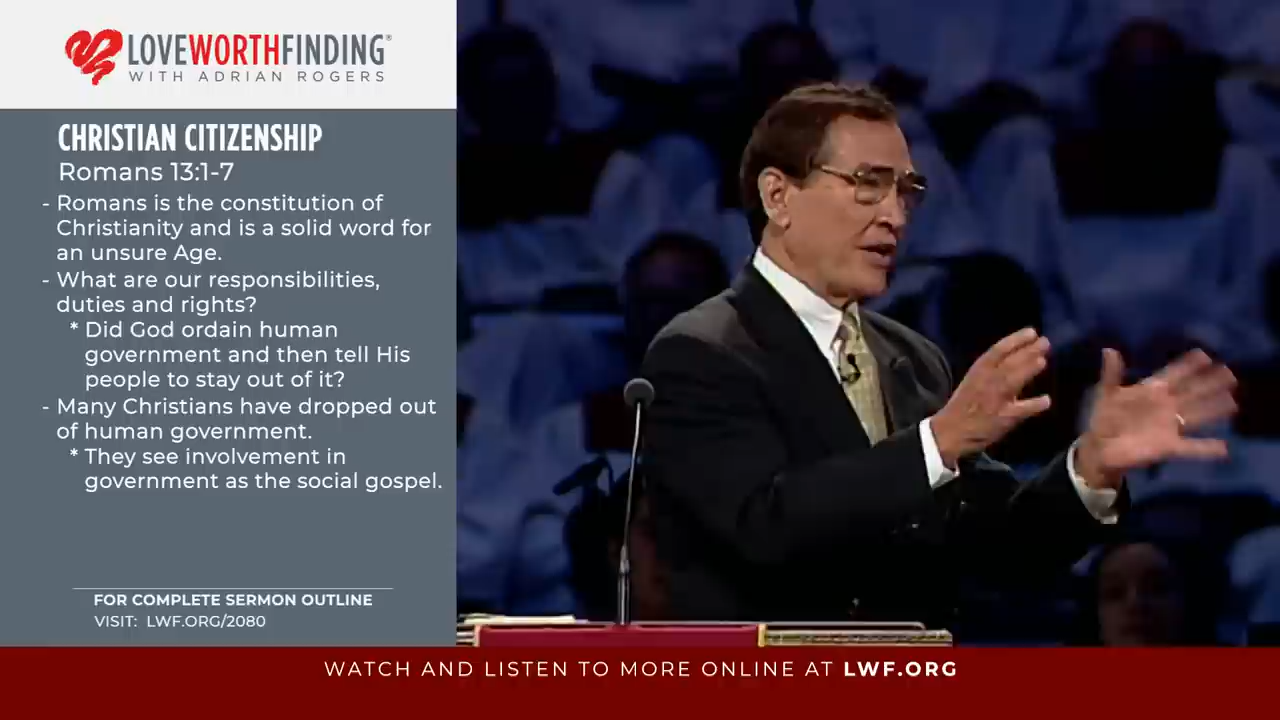 LOVEWORTHFINDING®
WITH ADRIAN ROGERS
CHRISTIAN CITIZENSHIP
Romans 13:1-7
- Romans is the constitution of
Christianity and is a solid word for
an unsure Age.
- What are our responsibilities,
duties and rights?
* Did God ordain human
government and then tell His
people to stay out of it?
- Many Christians have dropped out
of human government.
* They see involvement in
government as the social gospel.
FOR COMPLETE SERMON OUTLINE
VISIT: LWF.ORG/2080
WATCH AND LISTEN TO MORE ONLINE AT LWF.ORG